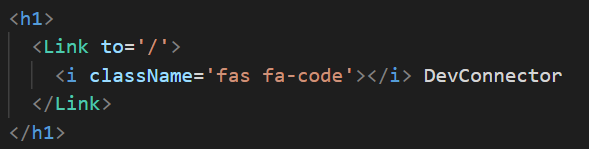 <h1>
<Link to='/'>
<i className='fas fa-code'></i> DevConnector
</Link>
</h1>